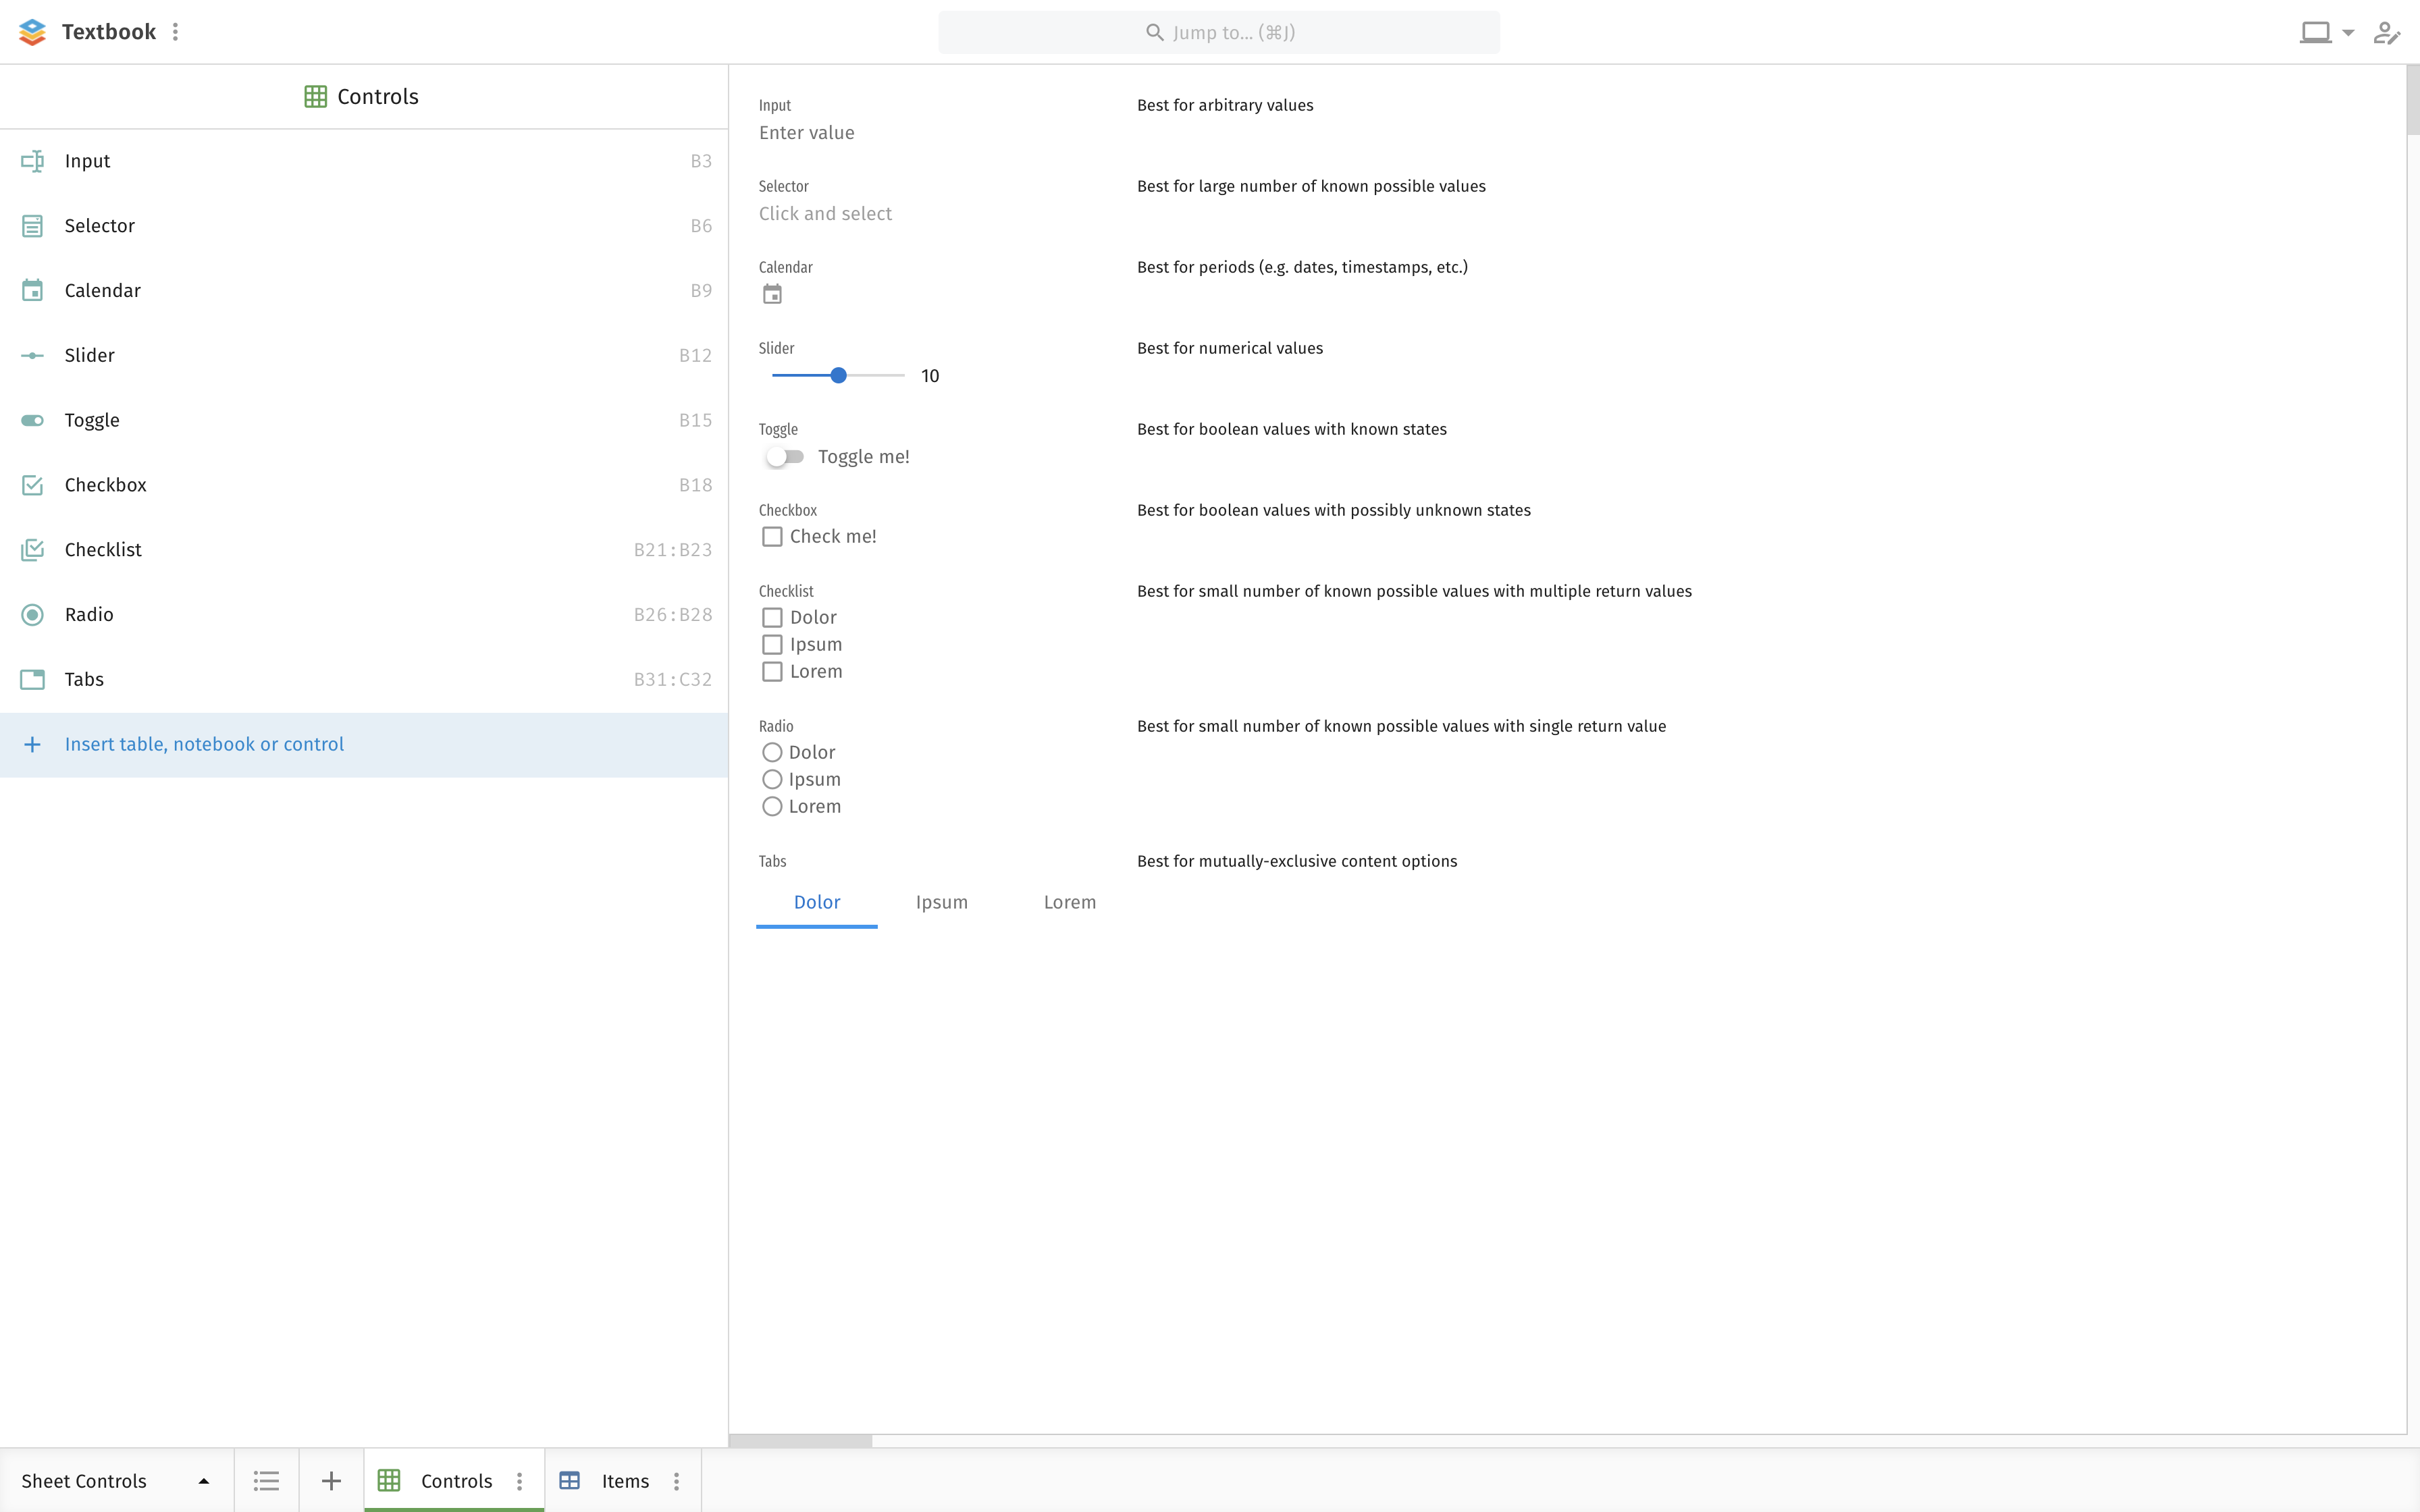 Textbook
Jump to... (⌘J)
Controls
Input B3
Selector B6
Calendar B9
Slider B12
Toggle B15
Checkbox B18
Checklist B21:B23
Radio B26:B28
Tabs B31:C32
Insert table, notebook or control
Input Best for arbitrary values
Enter value
Selector Best for large number of known possible values
Click and select
Calendar Best for periods (e.g. dates, timestamps, etc.)
Slider Best for numerical values
10
Toggle Best for boolean values with known states
Toggle me!
Checkbox Best for boolean values with possibly unknown states
Check me!
Checklist Best for small number of known possible values with multiple return values
Dolor
Ipsum
Lorem
Radio Best for small number of known possible values with single return value
Dolor
Ipsum
Lorem
Tabs Best for mutually-exclusive content options
Dolor Ipsum Lorem
Sheet Controls Controls Items